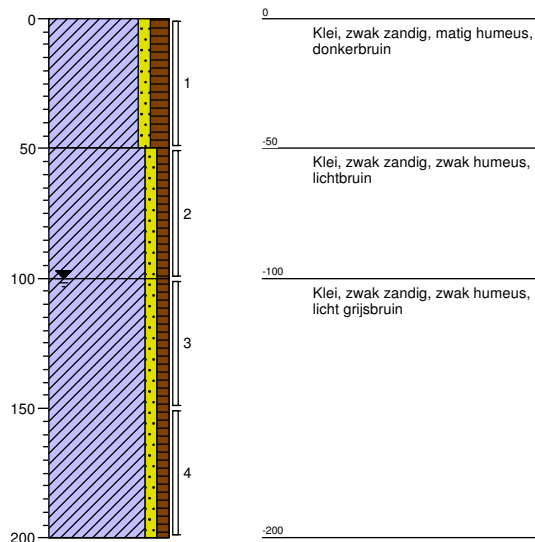 0
50
100
150
200
1
2
3
4
0
Klei, zwak zandig, matig humeus,
donkerbruin
-50
Klei, zwak zandig, zwak humeus,
lichtbruin
-100
Klei, zwak zandig, zwak humeus,
licht grijsbruin
-200